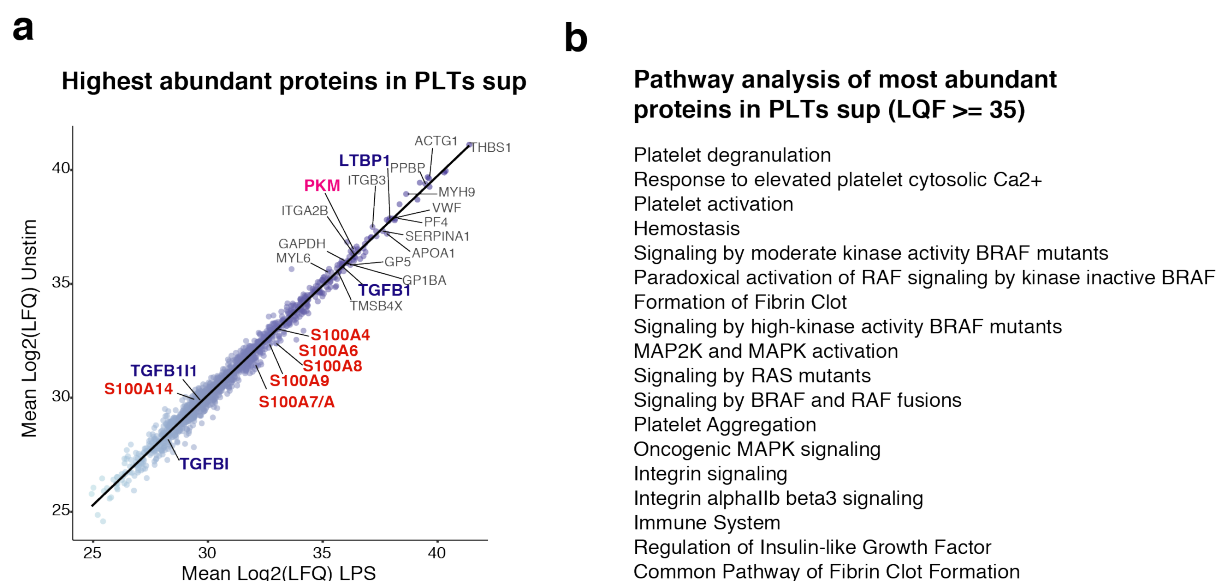 a
Highest abundant proteins in PLTs sup
Mean Log2(LFQ) Unstim
40
35
30
25
ACTG1
THBS1
LTBP1
PPBP
PKM
ITGB3
MYH9
ITGA2B
VWF
PF4
SERPINA1
GAPDH
APOA1
MYL6
GP5
GP1BA
TGFB1
TMSB4X
S100A4
S100A6
S100A8
TGFB1I1
S100A9
S100A14
S100A7/A
TGFBI
25
30
35
40
Mean Log2(LFQ) LPS
b
Pathway analysis of most abundant
proteins in PLTs sup (LQF >= 35)
Platelet degranulation
Response to elevated platelet cytosolic Ca2+
Platelet activation
Hemostasis
Signaling by moderate kinase activity BRAF mutants
Paradoxical activation of RAF signaling by kinase inactive BRAF
Formation of Fibrin Clot
Signaling by high-kinase activity BRAF mutants
MAP2K and MAPK activation
Signaling by RAS mutants
Signaling by BRAF and RAF fusions
Platelet Aggregation
Oncogenic MAPK signaling
Integrin signaling
Integrin alphaIIb beta3 signaling
Immune System
Regulation of Insulin-like Growth Factor
Common Pathway of Fibrin Clot Formation